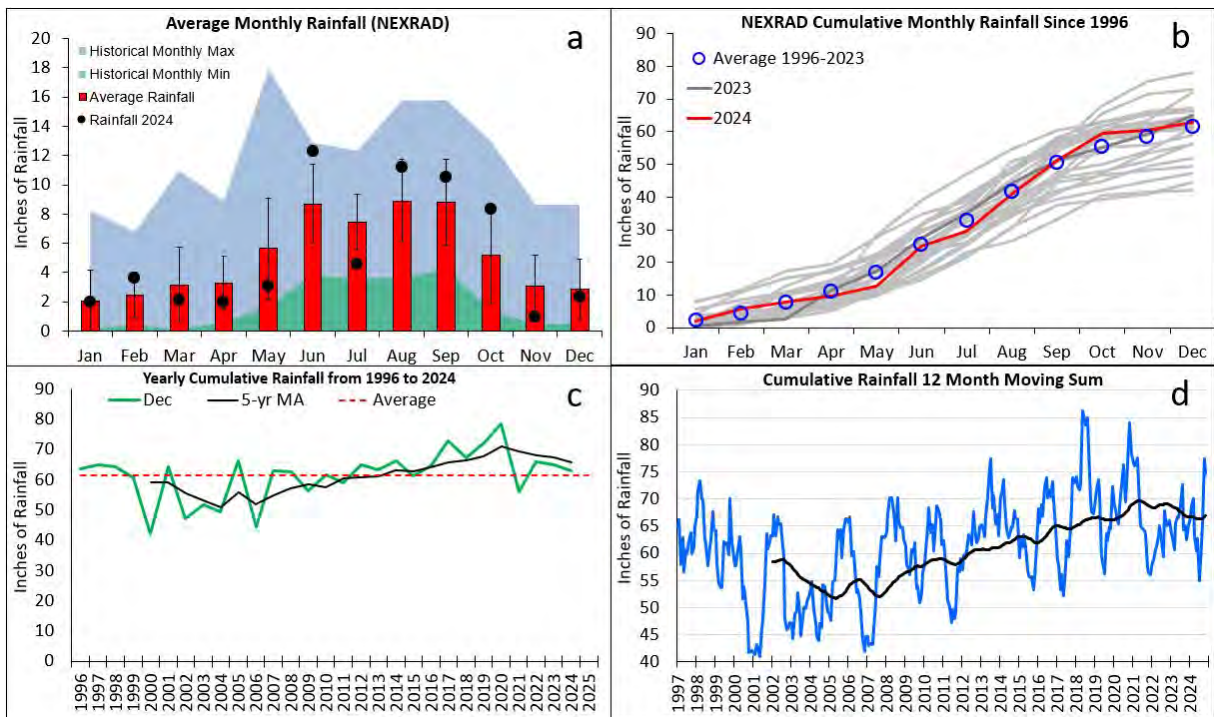 Average Monthly Rainfall (NEXRAD)
a
Inches of Rainfall
20
18
16
14
12
10
8
6
4
2
0
Historical Monthly Max
Historical Monthly Min
Average Rainfall
Rainfall 2024
Jan Feb Mar Apr May Jun Jul Aug Sep Oct Nov Dec
NEXRAD Cumulative Monthly Rainfall Since 1996
b
Inches of Rainfall
90
80
70
60
50
40
30
20
10
0
Average 1996-2023
2023
2024
Jan Feb Mar Apr May Jun Jul Aug Sep Oct Nov Dec
Yearly Cumulative Rainfall from 1996 to 2024
c
Dec 5-yr MA Average
Inches of Rainfall
90
80
70
60
50
40
30
20
10
0
1996 1997 1998 1999 2000 2001 2002 2003 2004 2005 2006 2007 2008 2009 2010 2011 2012 2013 2014 2015 2016 2017 2018 2019 2020 2021 2022 2023 2024 2025
Cumulative Rainfall 12 Month Moving Sum
d
Inches of Rainfall
90
85
80
75
70
65
60
55
50
45
40
1997 1998 1999 2000 2001 2002 2003 2004 2005 2006 2007 2008 2009 2010 2011 2012 2013 2014 2015 2016 2017 2018 2019 2020 2021 2022 2023 2024